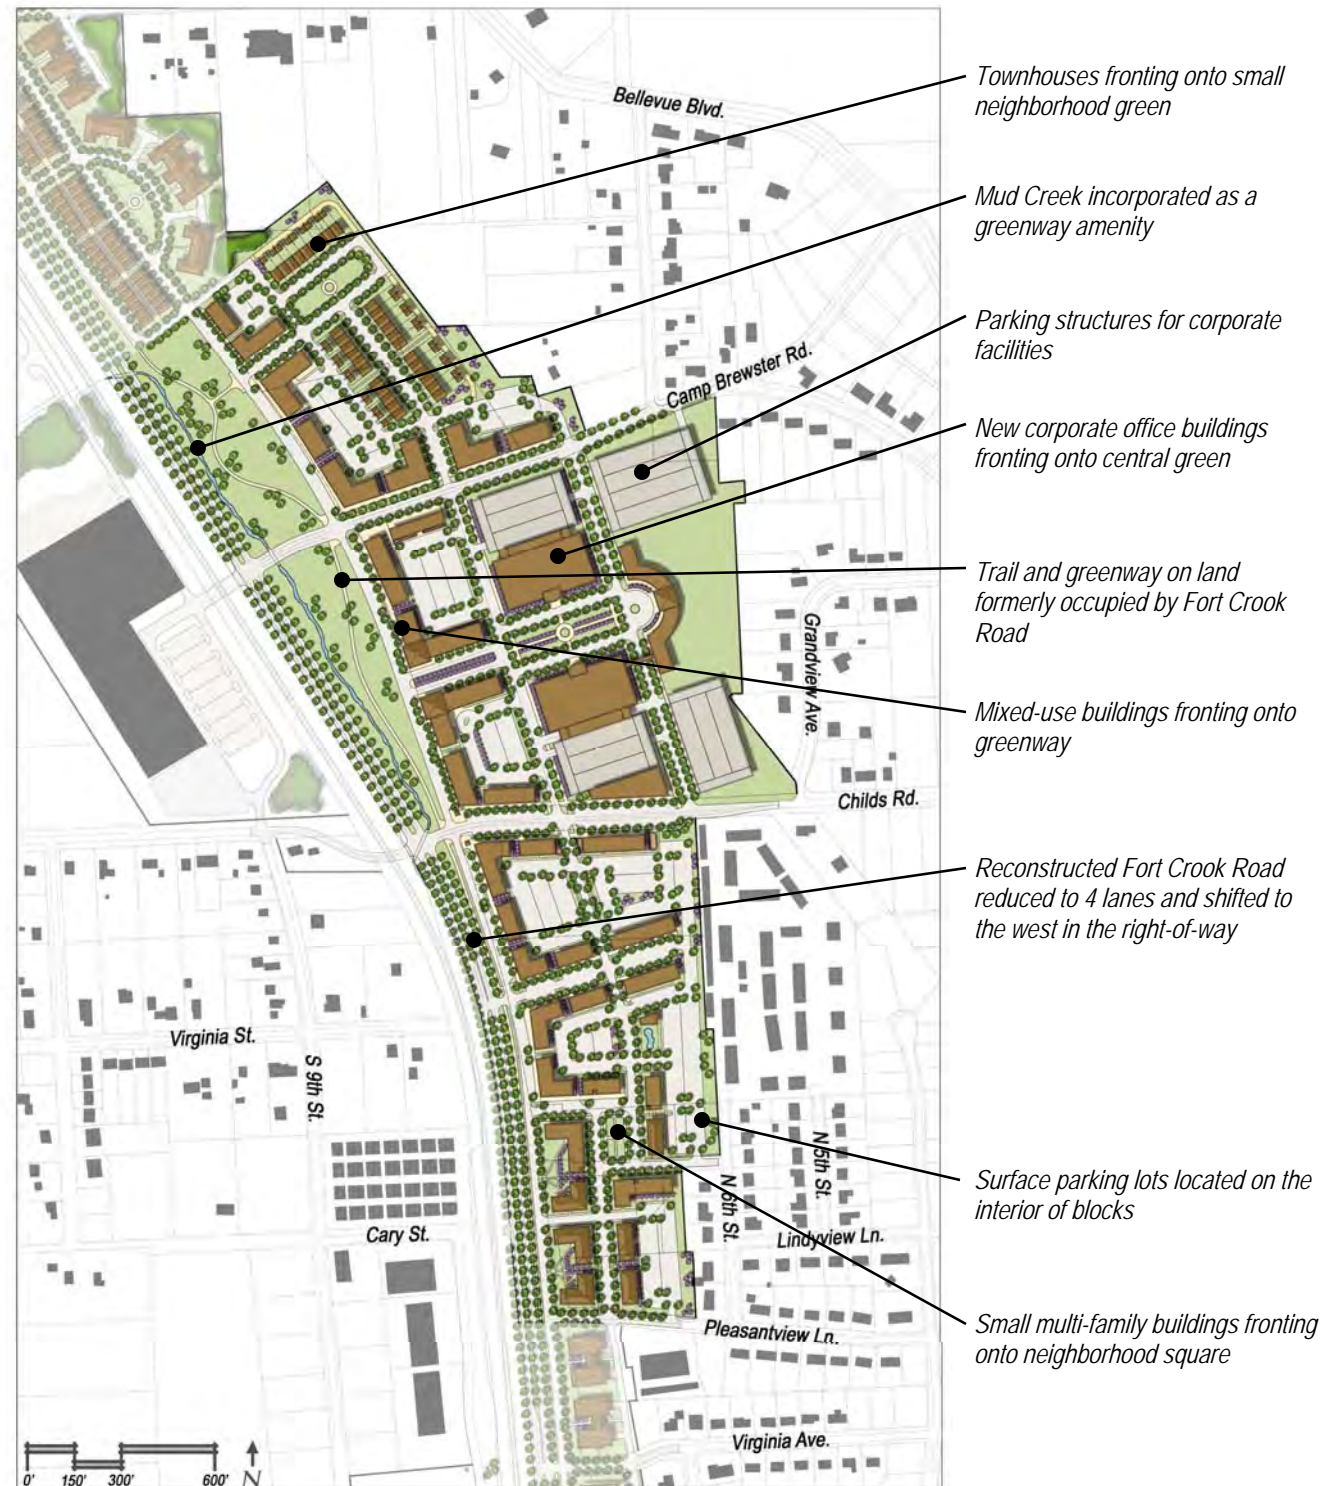 Townhouses fronting onto small
neighborhood green
Bellevue Blvd.
Mud Creek incorporated as a
greenway amenity
Parking structures for corporate
facilities
Camp Brewster Rd.
New corporate office buildings
fronting onto central green
Trail and greenway on land
formerly occupied by Fort Crook
Road
Grandview Ave.
Mixed-use buildings fronting onto
greenway
Childs Rd.
Reconstructed Fort Crook Road
reduced to 4 lanes and shifted to
the west in the right-of-way
Virginia St.
S 9th St.
N 5th St.
N 6th St.
Surface parking lots located on the
interior of blocks
Cary St.
Lindyview Ln.
Pleasantview Ln.
Small multi-family buildings fronting
onto neighborhood square
Virginia Ave.
0' 150' 300' 600' N